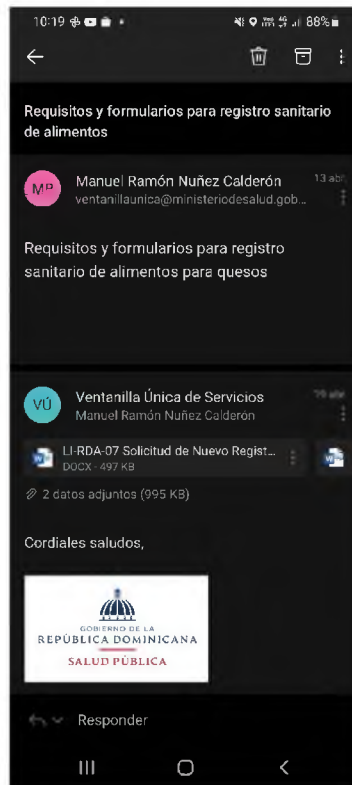 10:19
88%
Requisitos y formularios para registro sanitario
de alimentos
MP
Manuel Ramón Nuñez Calderón
13 abr.
ventanillaunica@ministeriodesalud.gob...
Requisitos y formularios para registro
sanitario de alimentos para quesos
VÚ
Ventanilla Única de Servicios
abr.
Manuel Ramón Nuñez Calderón
LI-RDA-07 Solicitud de Nuevo Regist...
DOCX - 497 KB
2 datos adjuntos (995 KB)
Cordiales saludos,
GOBIERNO DE LA
REPÚBLICA DOMINICANA
SALUD PÚBLICA
Responder